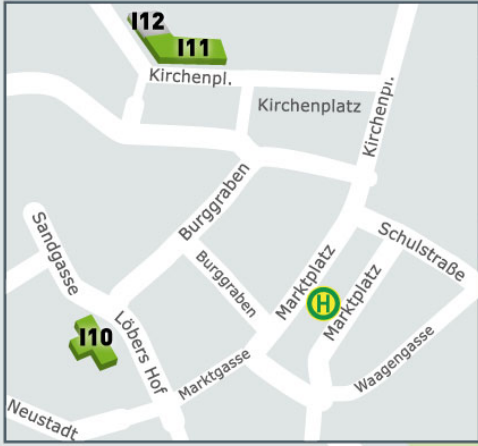 I12
I11
Kirchenpl.
Kirchenplatz
Kirchenpl.
Burggraben
Sandgasse
Burggraben
Marktplatz
Schulstraße
H
Marktplatz
I10
Löbers Hof
Marktgasse
Waagengasse
Neustadt